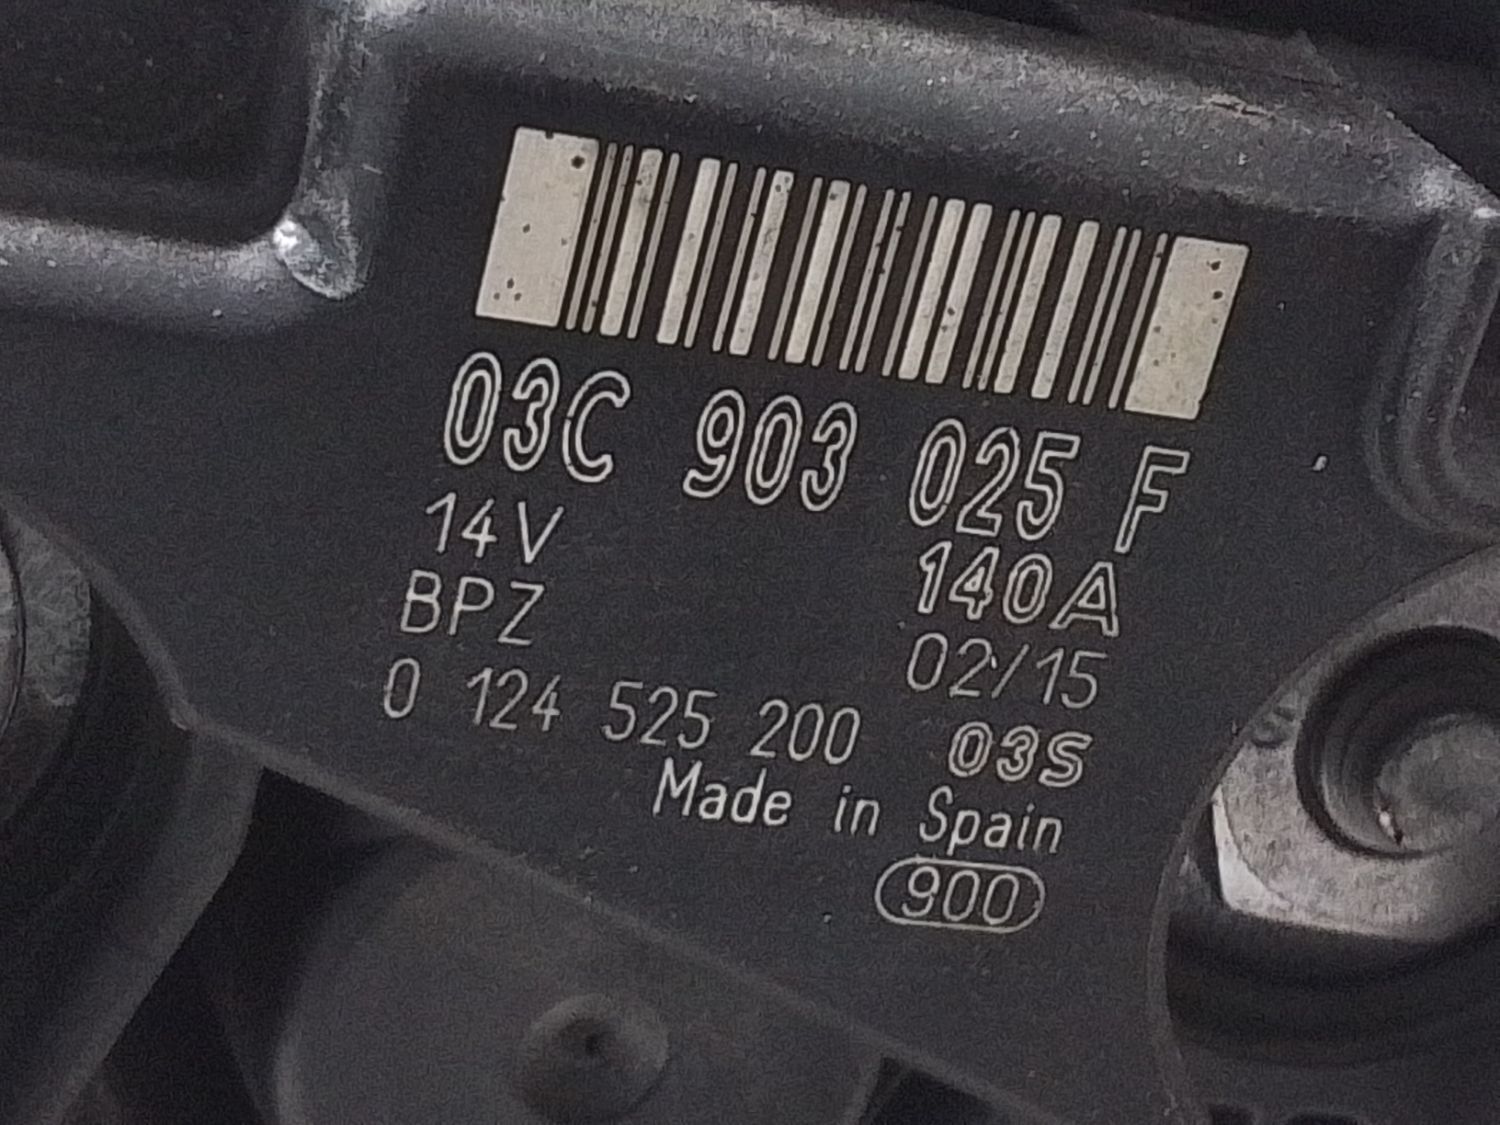 03C 903 025 F
14V 140A
BPZ 02/15
0 124 525 200 03S
Made in Spain
900